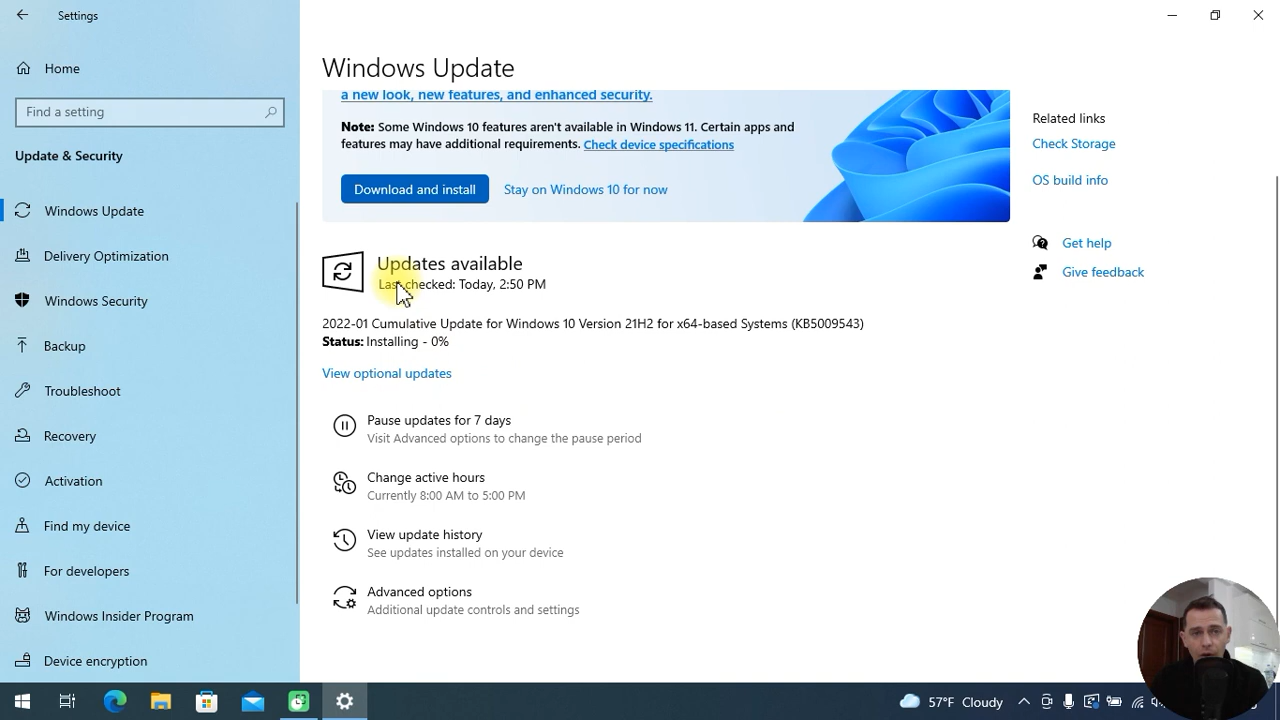 Settings
Home
Find a setting
Update & Security
Windows Update
Delivery Optimization
Windows Security
Backup
Troubleshoot
Recovery
Activation
Find my device
For developers
Windows Insider Program
Device encryption
Windows Update
a new look, new features, and enhanced security.
Note: Some Windows 10 features aren't available in Windows 11. Certain apps and
features may have additional requirements. Check device specifications
Download and install
Stay on Windows 10 for now
Updates available
Last checked: Today, 2:50 PM
2022-01 Cumulative Update for Windows 10 Version 21H2 for x64-based Systems (KB5009543)
Status: Installing - 0%
View optional updates
Pause updates for 7 days
Visit Advanced options to change the pause period
Change active hours
Currently 8:00 AM to 5:00 PM
View update history
See updates installed on your device
Advanced options
Additional update controls and settings
Related links
Check Storage
OS build info
Get help
Give feedback
57°F Cloudy